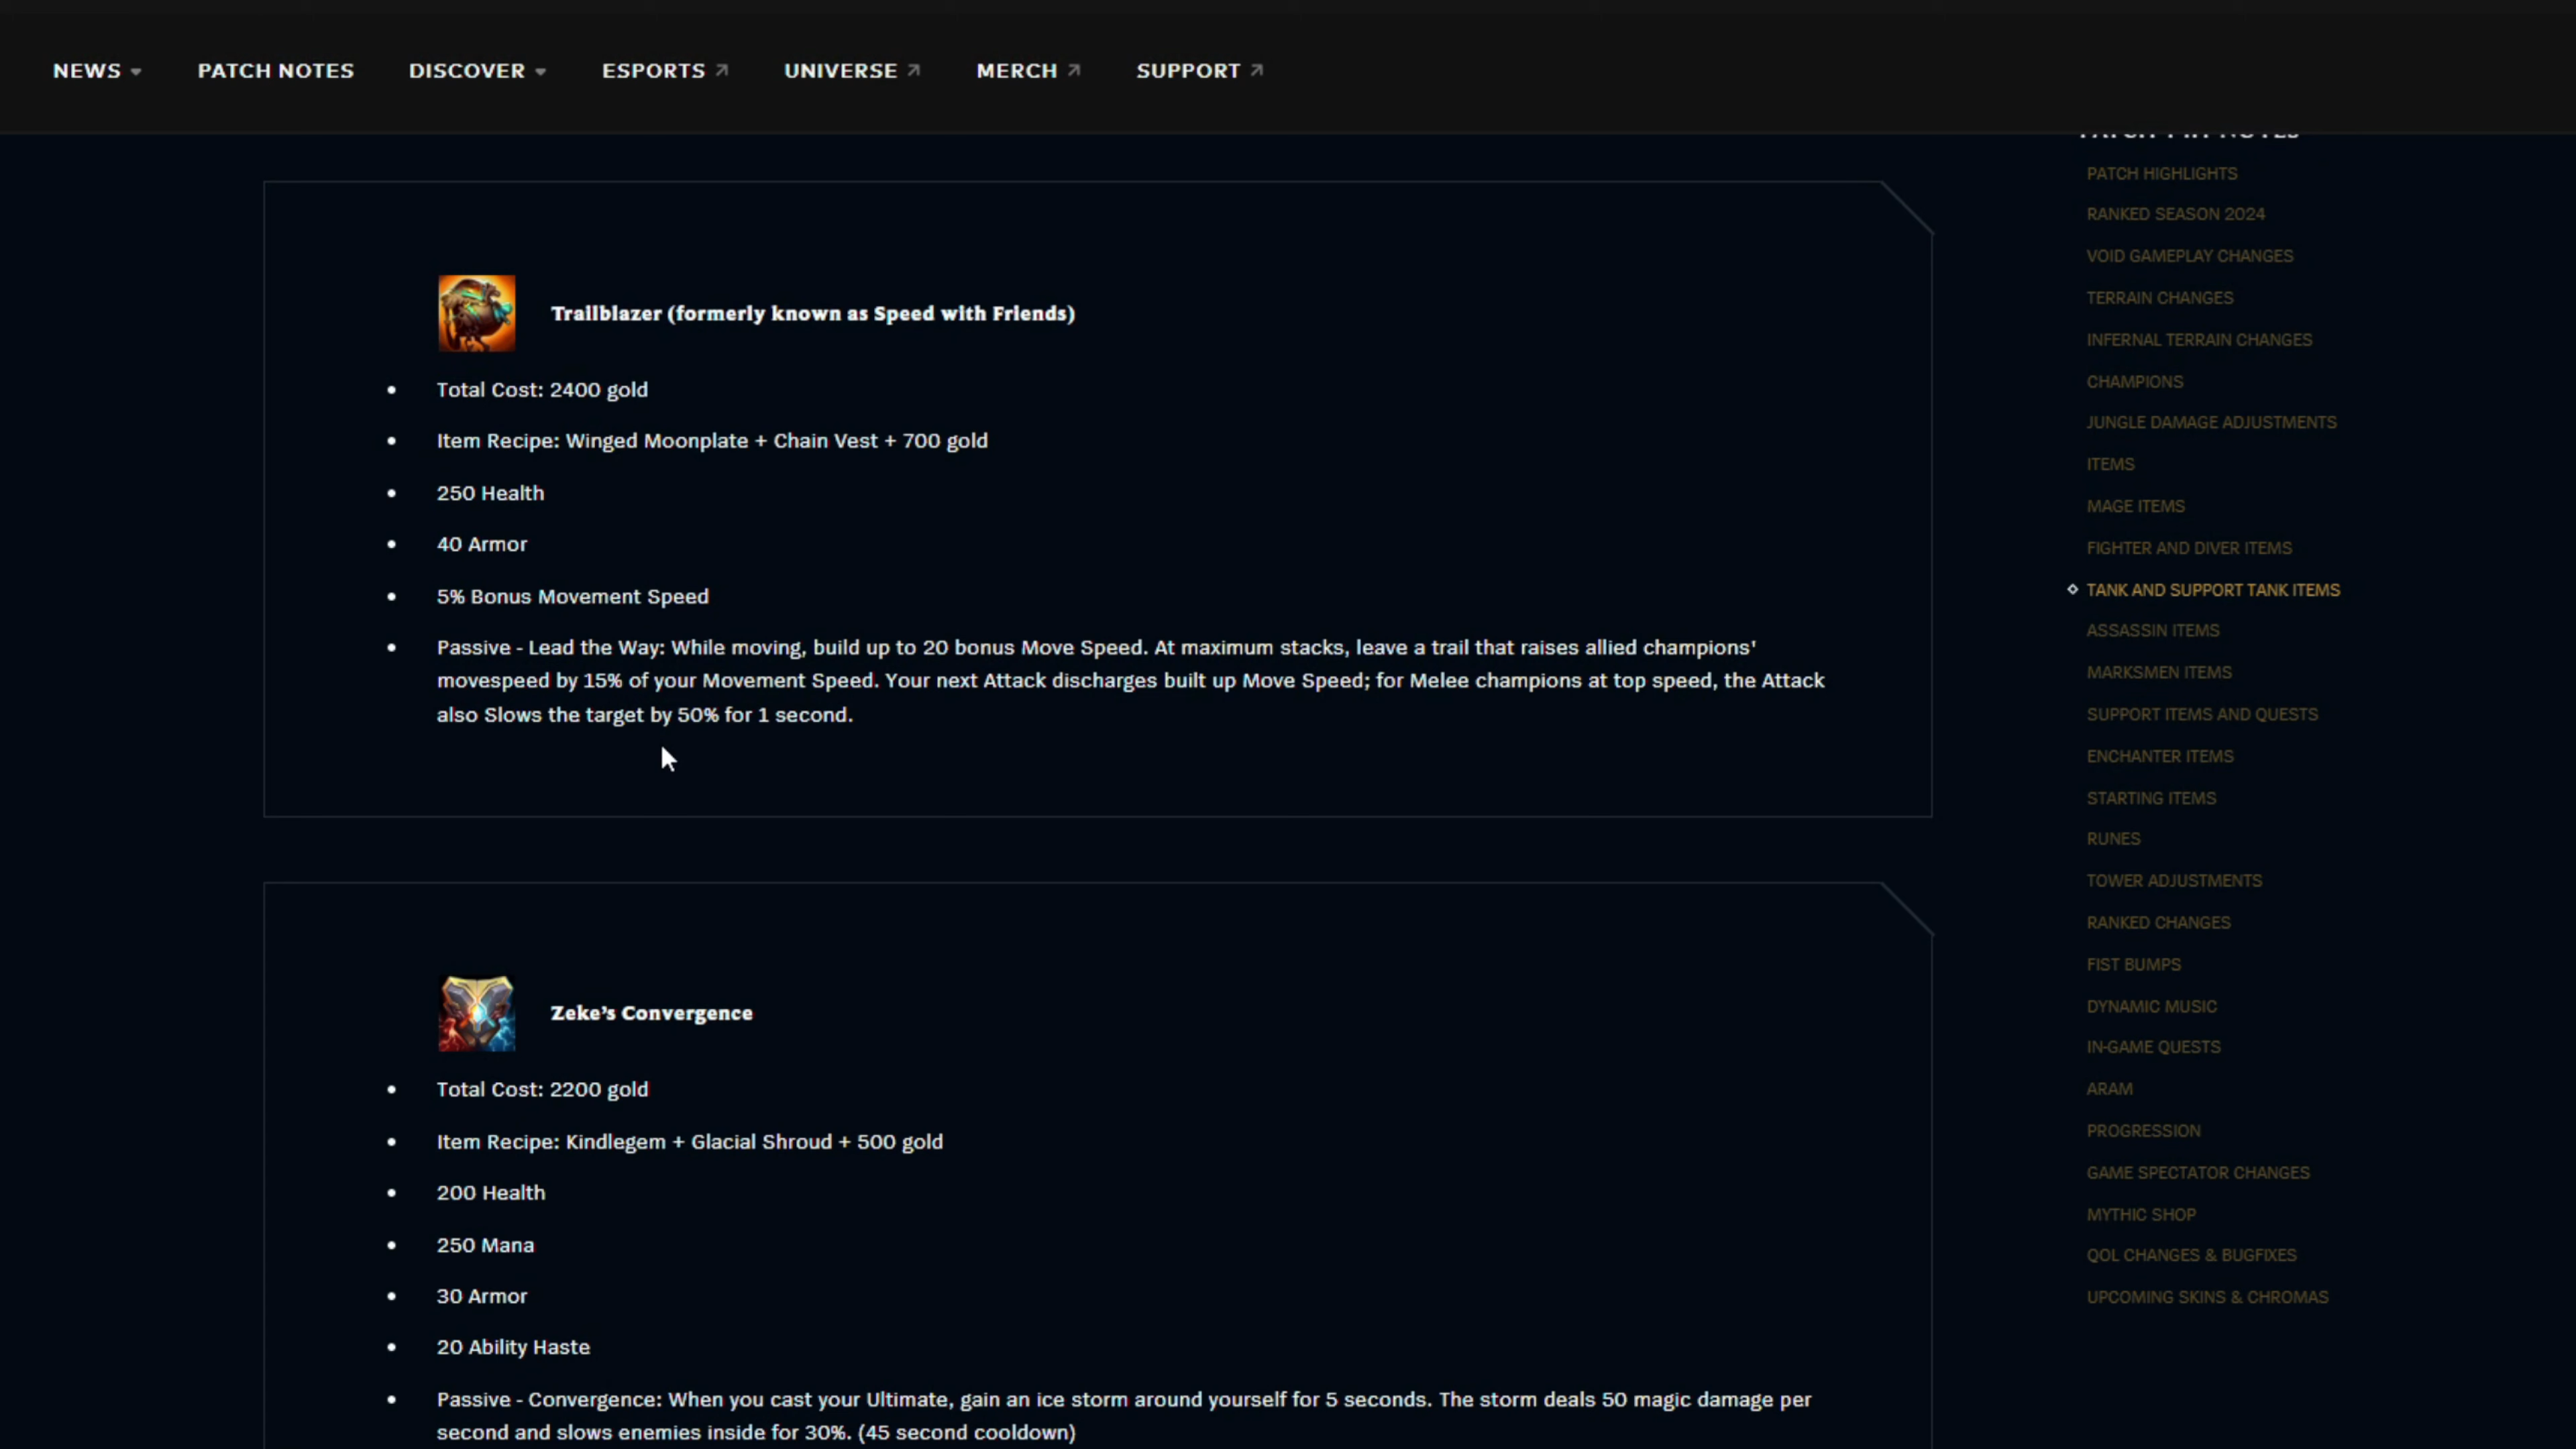 NEWS
PATCH NOTES
DISCOVER
ESPORTS
UNIVERSE
MERCH
SUPPORT
Trailblazer (formerly known as Speed with Friends)
Total Cost: 2400 gold
Item Recipe: Winged Moonplate + Chain Vest + 700 gold
250 Health
40 Armor
5% Bonus Movement Speed
Passive - Lead the Way: While moving, build up to 20 bonus Move Speed. At maximum stacks, leave a trail that raises allied champions'
movespeed by 15% of your Movement Speed. Your next Attack discharges built up Move Speed; for Melee champions at top speed, the Attack
also Slows the target by 50% for 1 second.
Zeke's Convergence
Total Cost: 2200 gold
Item Recipe: Kindlegem + Glacial Shroud + 500 gold
200 Health
250 Mana
30 Armor
20 Ability Haste
Passive - Convergence: When you cast your Ultimate, gain an ice storm around yourself for 5 seconds. The storm deals 50 magic damage per
second and slows enemies inside for 30%. (45 second cooldown)
PATCH HIGHLIGHTS
RANKED SEASON 2024
VOID GAMEPLAY CHANGES
TERRAIN CHANGES
INFERNAL TERRAIN CHANGES
CHAMPIONS
JUNGLE DAMAGE ADJUSTMENTS
ITEMS
MAGE ITEMS
FIGHTER AND DIVER ITEMS
TANK AND SUPPORT TANK ITEMS
ASSASSIN ITEMS
MARKSMEN ITEMS
SUPPORT ITEMS AND QUESTS
ENCHANTER ITEMS
STARTING ITEMS
RUNES
TOWER ADJUSTMENTS
RANKED CHANGES
FIST BUMPS
DYNAMIC MUSIC
IN-GAME QUESTS
ARAM
PROGRESSION
GAME SPECTATOR CHANGES
MYTHIC SHOP
QOL CHANGES & BUGFIXES
UPCOMING SKINS & CHROMAS